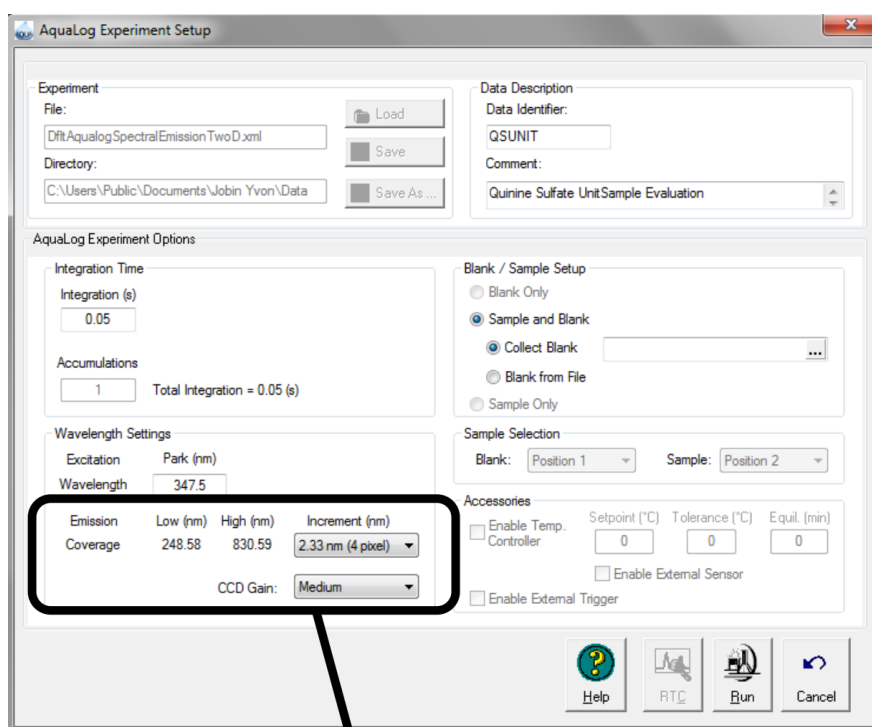 AquaLog Experiment Setup
Experiment
File:
DfltAqualogSpectralEmissionTwoD.xml
Load
Save
Directory:
C:\Users\Public\Documents\Jobin Yvon\Data
Save As ...
Data Description
Data Identifier:
QSUNIT
Comment:
Quinine Sulfate UnitSample Evaluation
AquaLog Experiment Options
Integration Time
Integration (s)
0.05
Accumulations
1 Total Integration = 0.05 (s)
Blank / Sample Setup
Blank Only
Sample and Blank
Collect Blank ...
Blank from File
Sample Only
Wavelength Settings
Excitation Park (nm)
Wavelength 347.5
Emission Low (nm) High (nm) Increment (nm)
Coverage 248.58 830.59 2.33 nm (4 pixel)
CCD Gain: Medium
Sample Selection
Blank: Position 1 Sample: Position 2
Accessories
Enable Temp. Controller
Setpoint (°C) Tolerance (°C) Equil. (min)
0 0 0
Enable External Sensor
Enable External Trigger
Help RTC Run Cancel